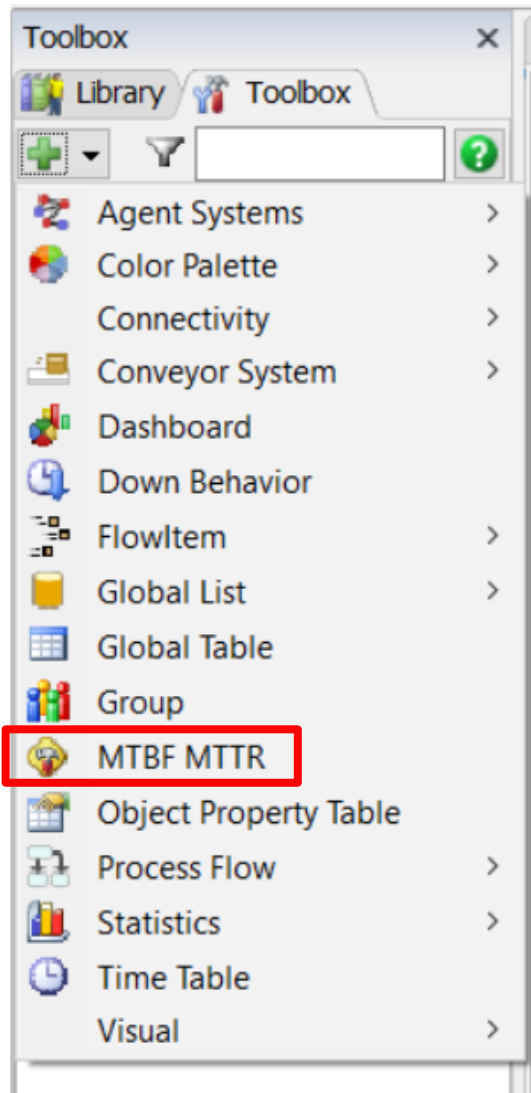 Toolbox
Library Toolbox
Agent Systems
Color Palette
Connectivity
Conveyor System
Dashboard
Down Behavior
FlowItem
Global List
Global Table
Group
MTBF MTTR
Object Property Table
Process Flow
Statistics
Time Table
Visual